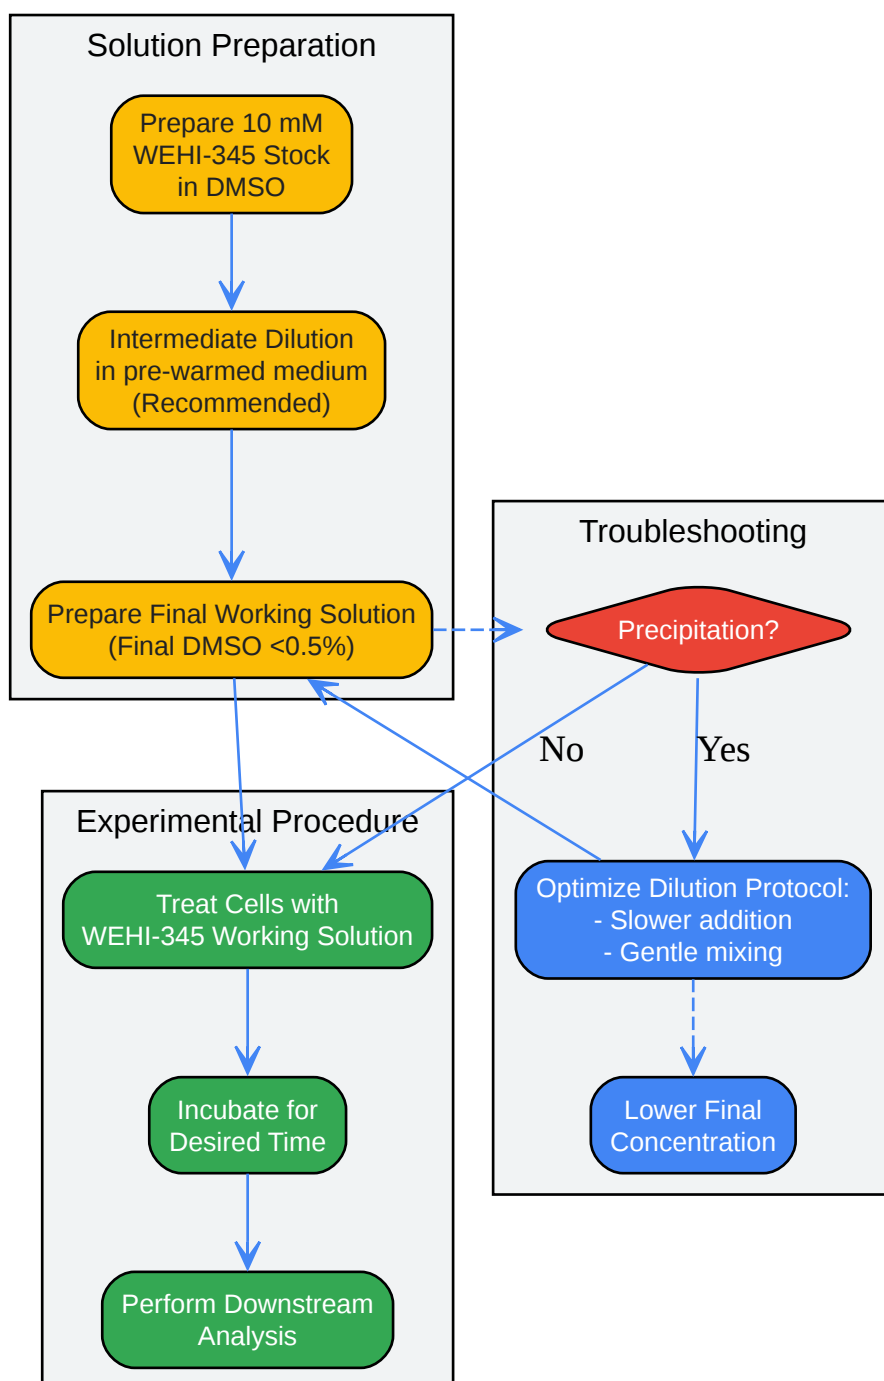 Solution Preparation
Prepare 10 mM
WEHI-345 Stock
in DMSO
Intermediate Dilution
in pre-warmed medium
(Recommended)
Prepare Final Working Solution
(Final DMSO <0.5%)
Troubleshooting
Precipitation?
No
Yes
Optimize Dilution Protocol:
- Slower addition
- Gentle mixing
Lower Final
Concentration
Experimental Procedure
Treat Cells with
WEHI-345 Working Solution
Incubate for
Desired Time
Perform Downstream
Analysis